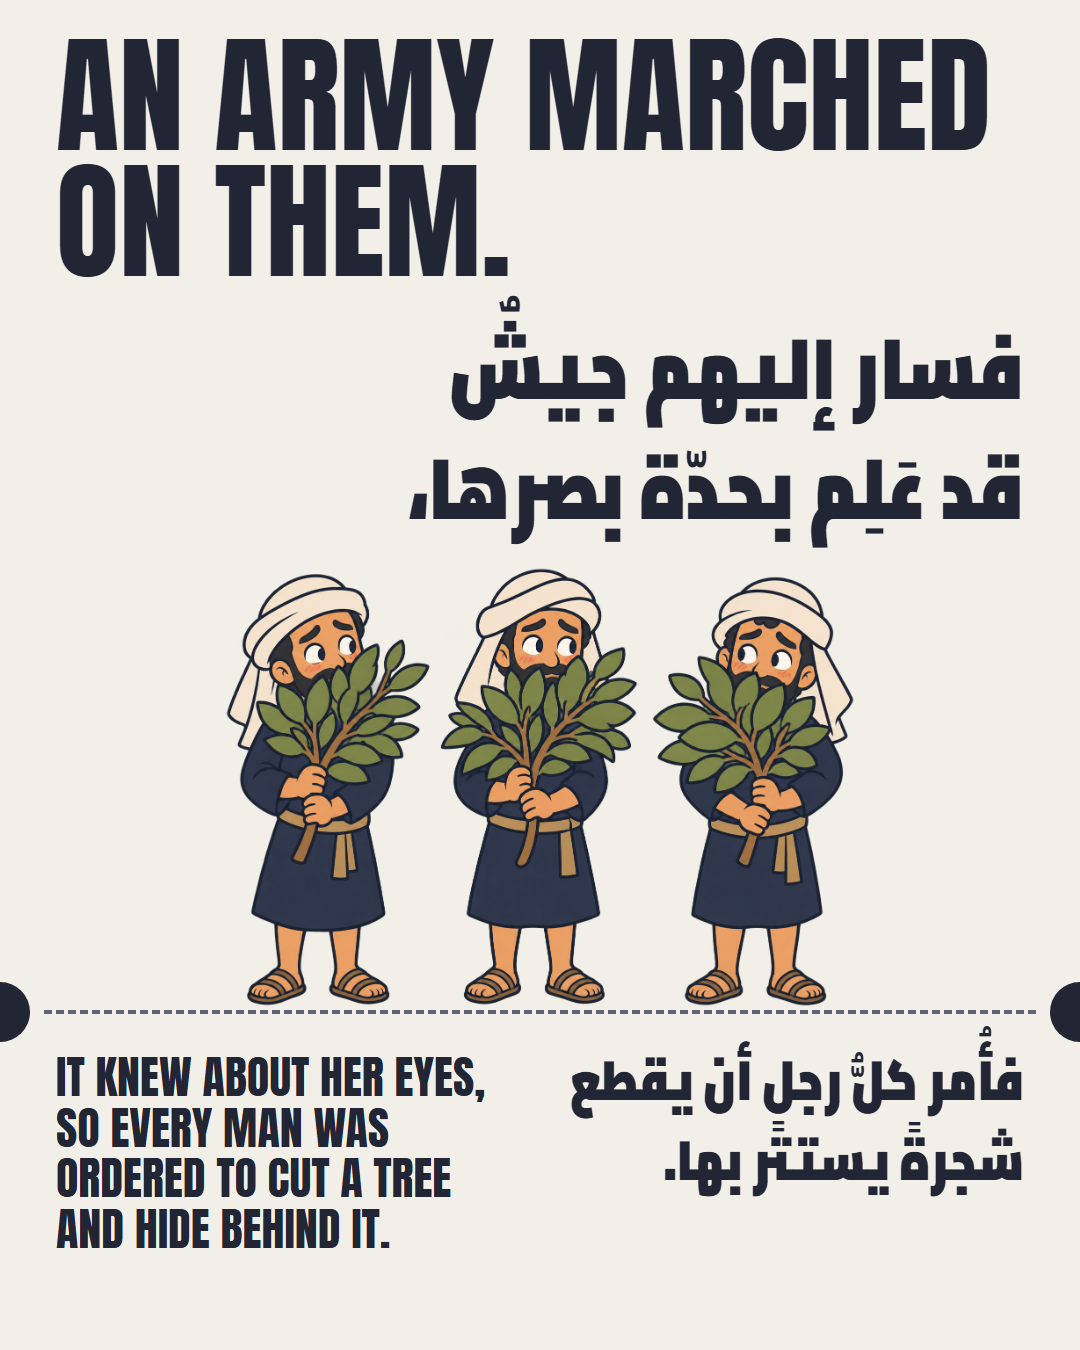 AN ARMY MARCHED
ON THEM.
فسار إليهم جيشٌ
قد عَلِم بحدّة بصرها،
IT KNEW ABOUT HER EYES,
SO EVERY MAN WAS
ORDERED TO CUT A TREE
AND HIDE BEHIND IT.
فأُمر كلُّ رجلٍ أن يقطع
شجرةً يستترَ بها.